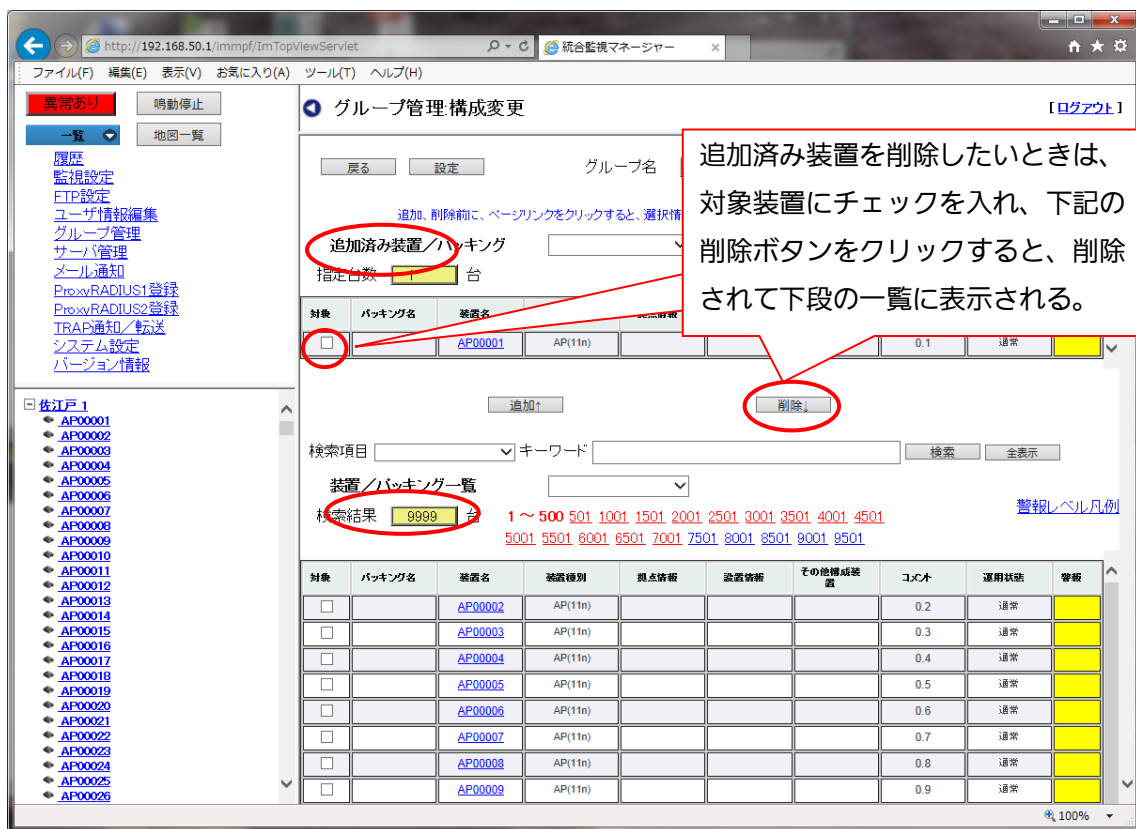 http://192.168.50.1/immpf/ImTopViewServlet
統合監視マネージャー
ファイル(F) 編集(E) 表示(V) お気に入り(A) ツール(T) ヘルプ(H)
異常あり 鳴動停止
一覧 地図一覧
履歴
監視設定
FTP設定
ユーザ情報編集
グループ管理
サーバ管理
メール通知
ProxyRADIUS1登録
ProxyRADIUS2登録
TRAP通知／転送
システム設定
バージョン情報
佐江戸 1
AP00001
AP00002
AP00003
AP00004
AP00005
AP00006
AP00007
AP00008
AP00009
AP00010
AP00011
AP00012
AP00013
AP00014
AP00015
AP00016
AP00017
AP00018
AP00019
AP00020
AP00021
AP00022
AP00023
AP00024
AP00025
AP00026
グループ管理:構成変更 [ログアウト]
戻る 設定 グループ名
追加済み装置を削除したいときは、
対象装置にチェックを入れ、下記の
削除ボタンをクリックすると、削除
されて下段の一覧に表示される。
追加、削除前に、ページリンクをクリックすると、選択情
追加済み装置／パッキング
指定台数 1 台
対象 パッキング名 装置名
AP00001 AP(11n) 0.1 通常
追加↑ 削除↓
検索項目 キーワード 検索 全表示
装置／パッキング一覧
検索結果 9999 台 1 ～ 500 501 1001 1501 2001 2501 3001 3501 4001 4501
5001 5501 6001 6501 7001 7501 8001 8501 9001 9501
警報レベル凡例
対象 パッキング名 装置名 装置種別 拠点情報 設置情報 その他構成装置 コメント 運用状態 警報
AP00002 AP(11n) 0.2 通常
AP00003 AP(11n) 0.3 通常
AP00004 AP(11n) 0.4 通常
AP00005 AP(11n) 0.5 通常
AP00006 AP(11n) 0.6 通常
AP00007 AP(11n) 0.7 通常
AP00008 AP(11n) 0.8 通常
AP00009 AP(11n) 0.9 通常
100%